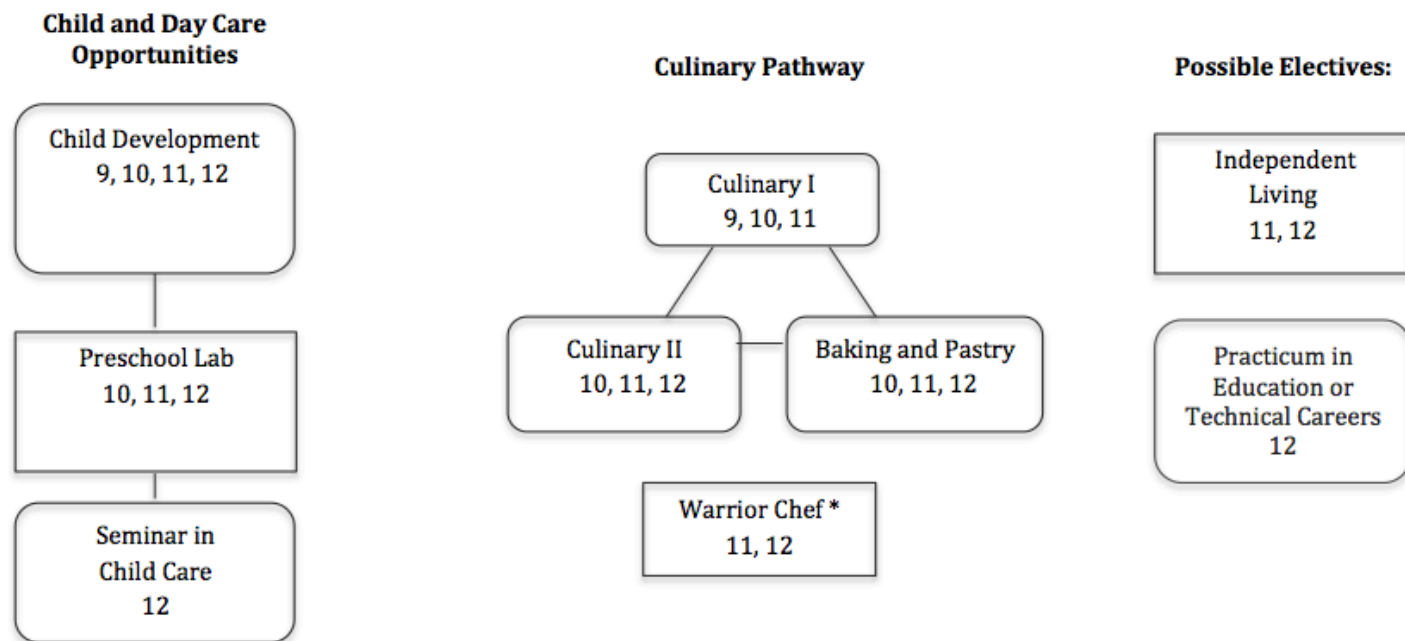 Child and Day Care
Opportunities
Child Development
9, 10, 11, 12
Preschool Lab
10, 11, 12
Seminar in
Child Care
12
Culinary Pathway
Culinary I
9, 10, 11
Culinary II
10, 11, 12
Baking and Pastry
10, 11, 12
Warrior Chef *
11, 12
Possible Electives:
Independent
Living
11, 12
Practicum in
Education or
Technical Careers
12